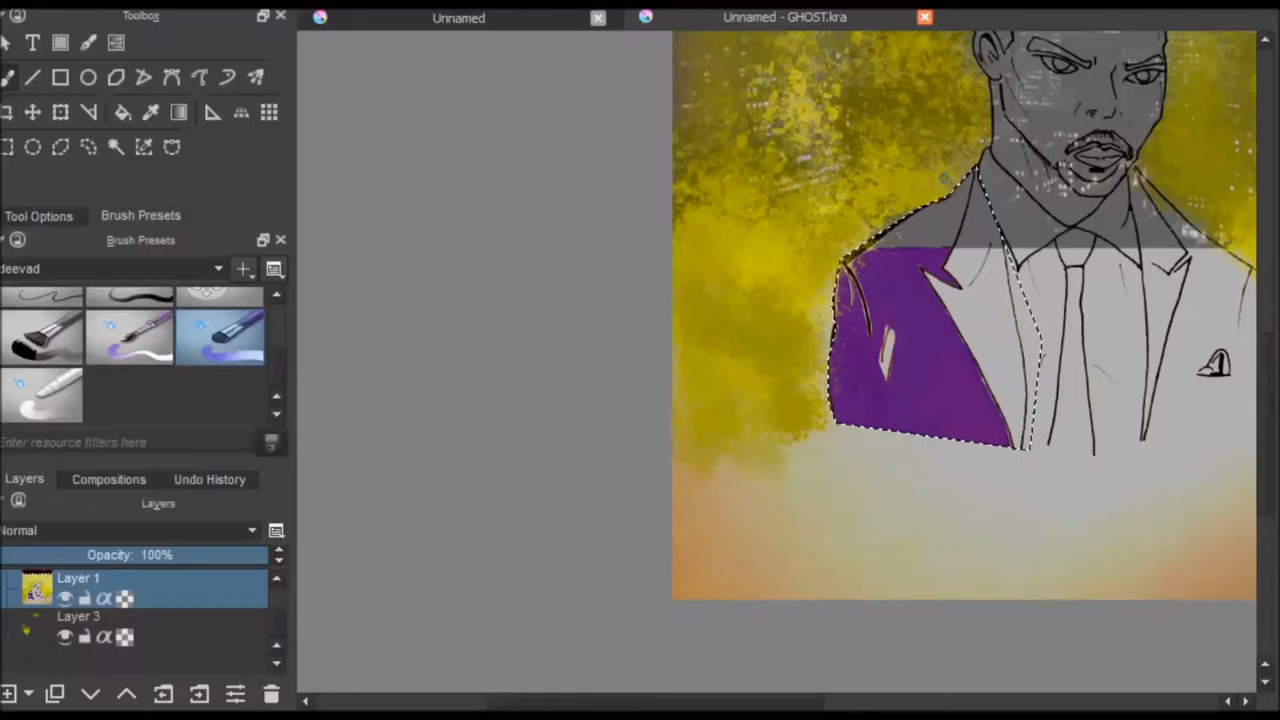 Toolbox
Unnamed
Unnamed - GHOST.kra
T
Tool Options
Brush Presets
Brush Presets
deevad
Enter resource filters here
Layers
Compositions
Undo History
Layers
Normal
Opacity: 100%
Layer 1
Layer 3